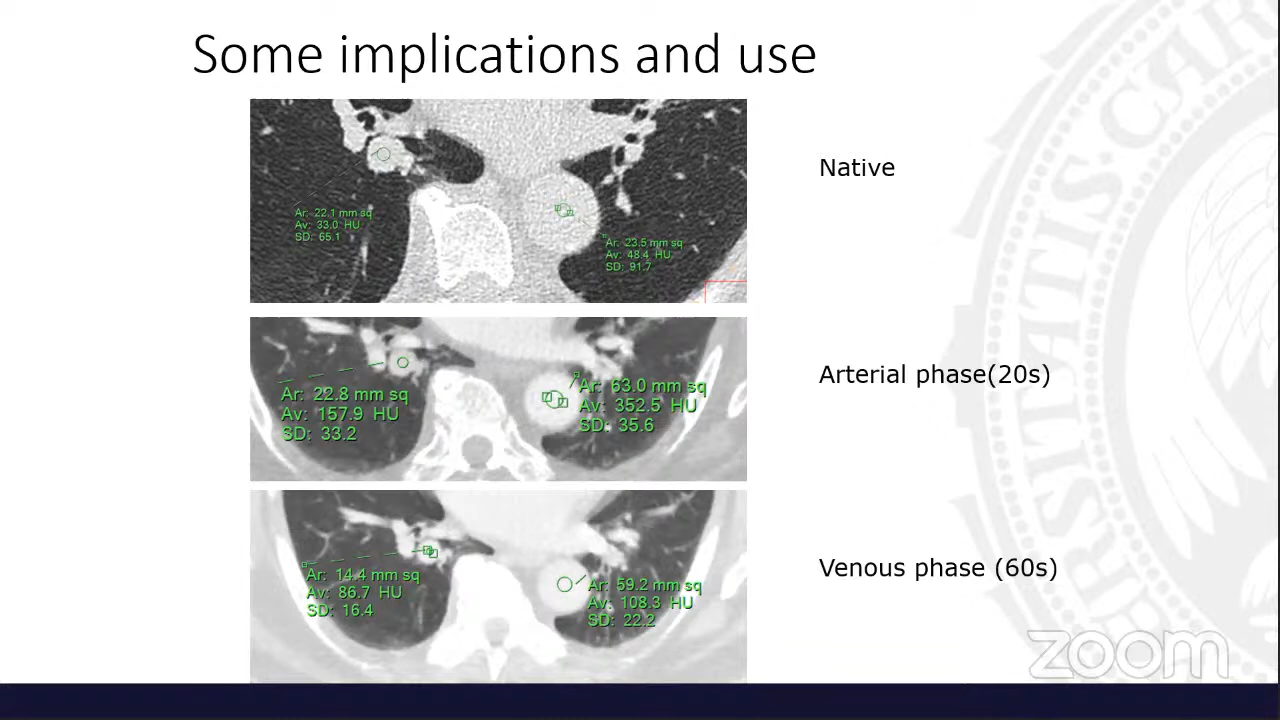 Some implications and use
Native
Ar: 22.1 mm sq
Av: 33.0 HU
SD: 65.1
Ar: 23.5 mm sq
Av: 48.4 HU
SD: 91.7
Arterial phase(20s)
Ar: 22.8 mm sq
Av: 157.9 HU
SD: 33.2
Ar: 63.0 mm sq
Av: 352.5 HU
SD: 35.6
Venous phase (60s)
Ar: 14.4 mm sq
Av: 86.7 HU
SD: 16.4
Ar: 59.2 mm sq
Av: 108.3 HU
SD: 22.2
zoom